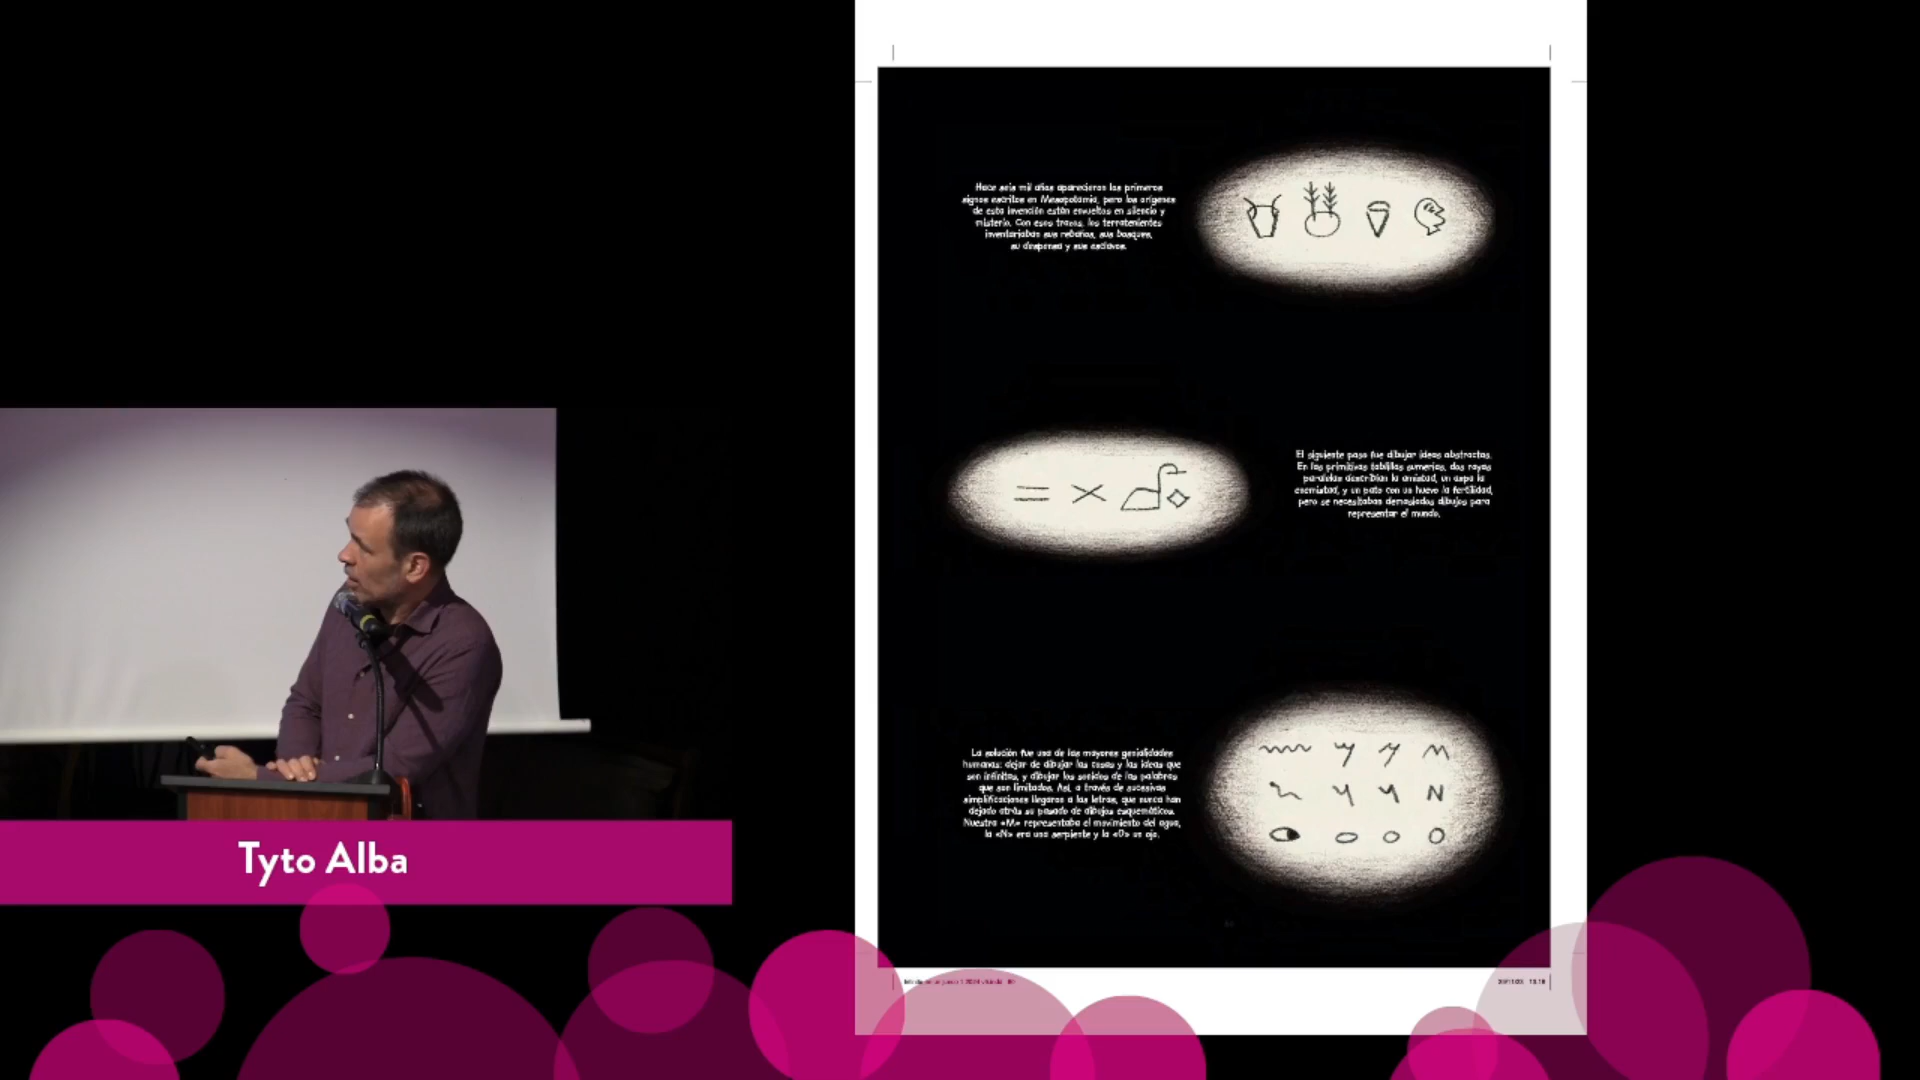 Hace seis mil años aparecieron los primeros
signos escritos en Mesopotamia, pero los orígenes
de esta invención están envueltos en silencio y
misterio. Con esos trazos, los terratenientes
inventariaban sus rebaños, sus bosques,
su despensa y sus esclavos.
= ×
El siguiente paso fue dibujar ideas abstractas.
En las primitivas tablillas sumerias, dos rayas
paralelas describían la amistad, un aspa la
enemistad, y un pato con un huevo la fertilidad,
pero se necesitaban demasiados dibujos para
representar el mundo.
La solución fue una de las mayores genialidades
humanas: dejar de dibujar las cosas y las ideas que
son infinitas, y dibujar los sonidos de las palabras
que son limitados. Así, a través de sucesivas
simplificaciones llegaron a las letras, que nunca han
dejado atrás su pasado de dibujos esquemáticos.
Nuestra «M» representaba el movimiento del agua,
la «N» era una serpiente y la «O» un ojo.
M
N
O
Tyto Alba